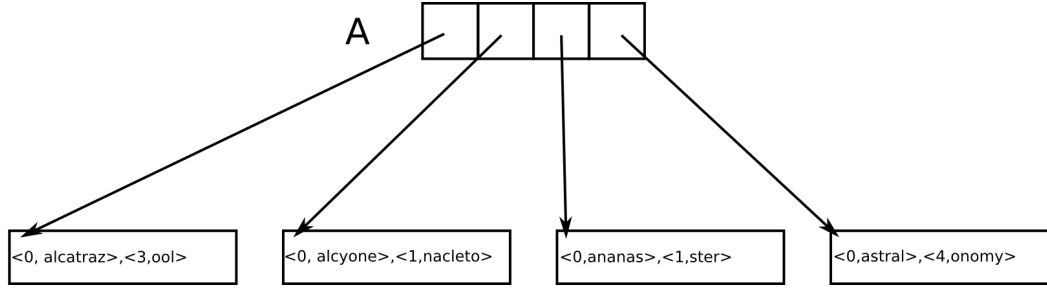 A
<0, alcatraz>,<3,ool>
<0, alcyone>,<1,nacleto>
<0,ananas>,<1,ster>
<0,astral>,<4,onomy>